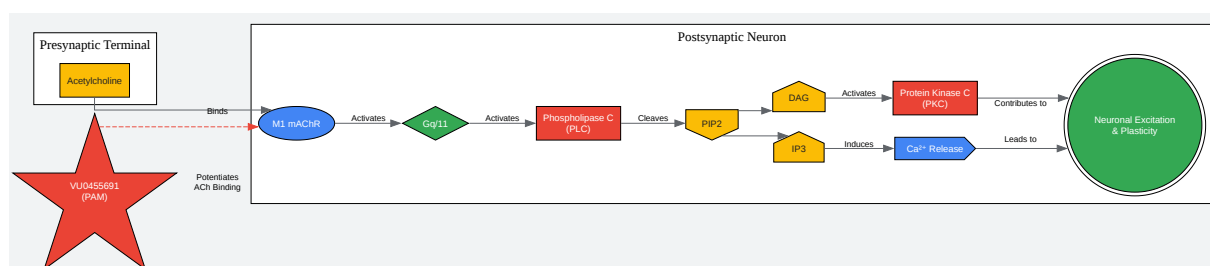 Presynaptic Terminal
Acetylcholine
Postsynaptic Neuron
Binds
M1 mAChR
Activates
Gq/11
Activates
Phospholipase C
(PLC)
Cleaves
PIP2
DAG
Activates
Protein Kinase C
(PKC)
Contributes to
IP3
Induces
Ca²⁺ Release
Leads to
Neuronal Excitation
& Plasticity
VU0455691
(PAM)
Potentiates
ACh Binding